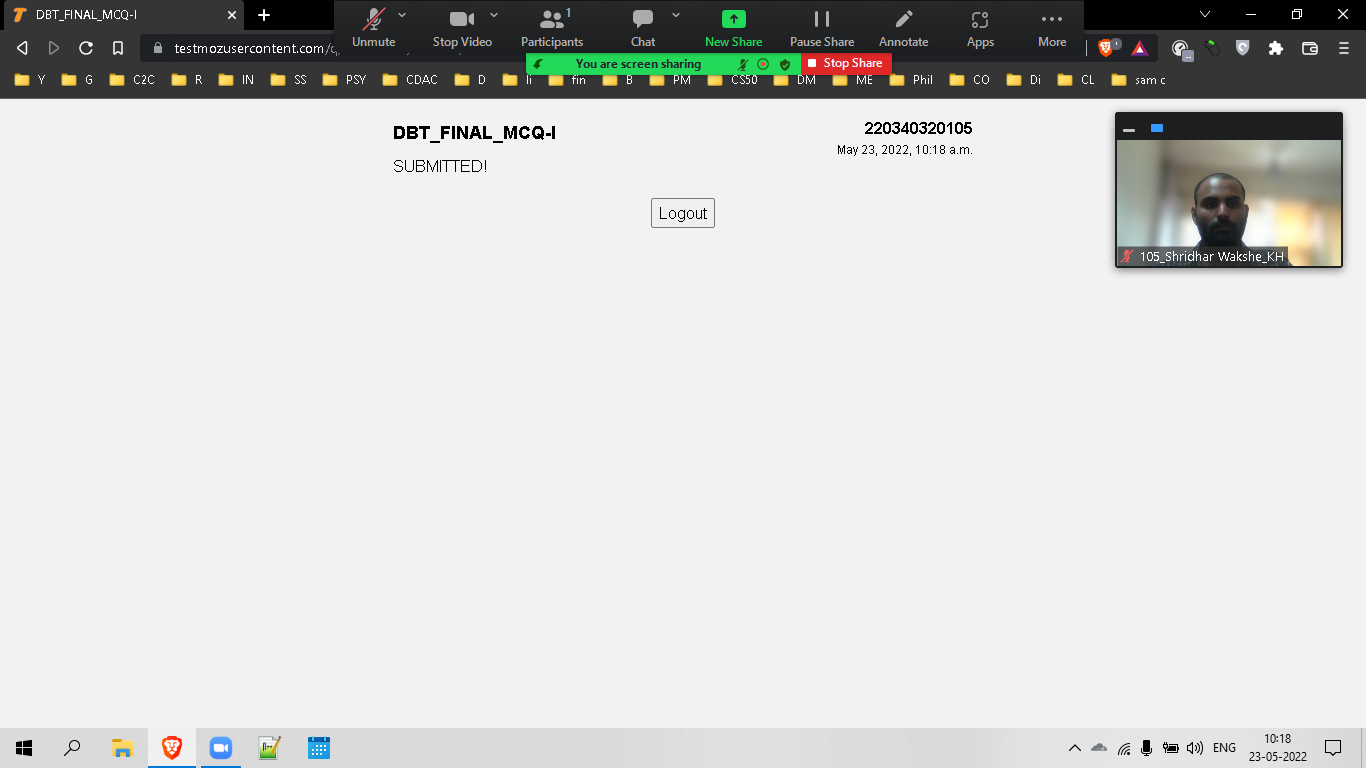 DBT_FINAL_MCQ-I
Unmute
Stop Video
1
Participants
Chat
New Share
Pause Share
Annotate
Apps
More
testmozusercontent.com/q
You are screen sharing
Stop Share
Y G C2C R IN SS PSY CDAC D li fin B PM CS50 DM ME Phil CO Di CL sam c
DBT_FINAL_MCQ-I
220340320105
May 23, 2022, 10:18 a.m.
SUBMITTED!
Logout
105_Shridhar Wakshe_KH
ENG
10:18
23-05-2022